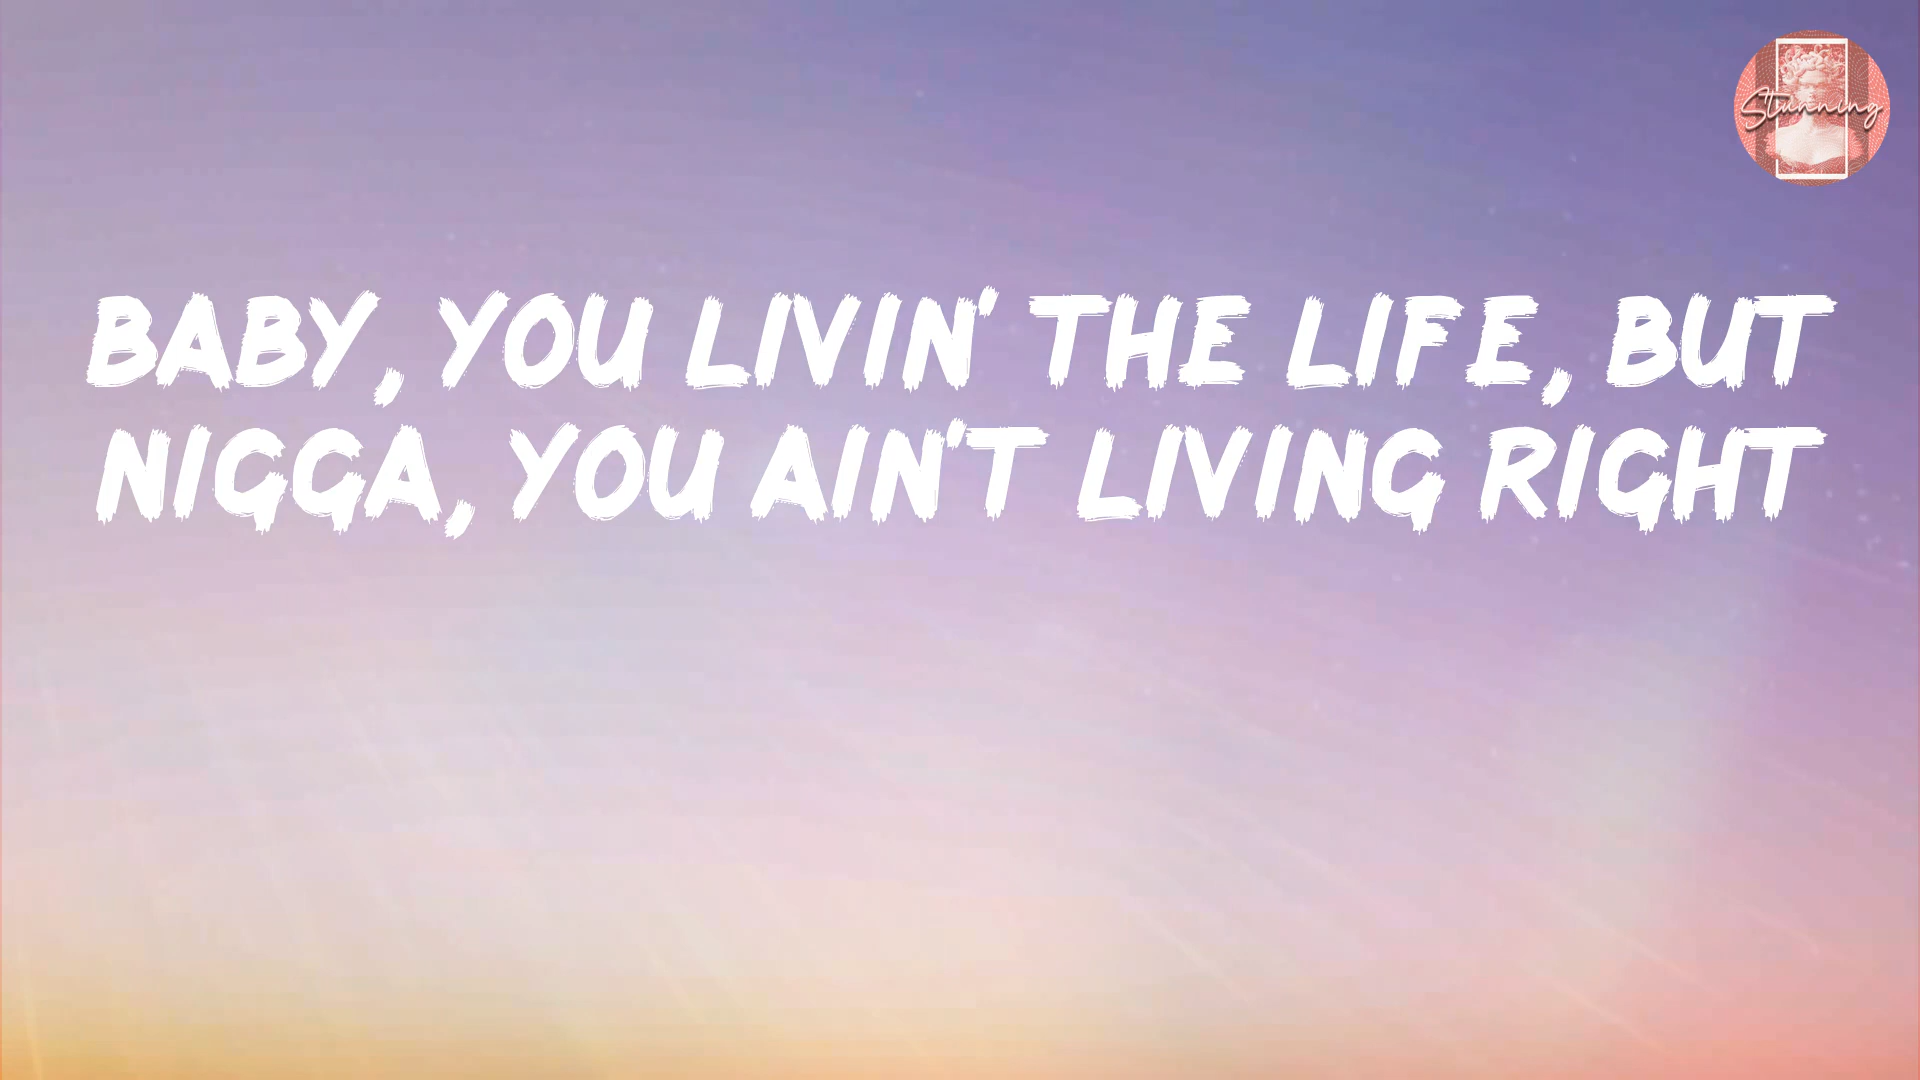 Stunning
BABY, YOU LIVIN' THE LIFE, BUT
NIGGA, YOU AIN'T LIVING RIGHT